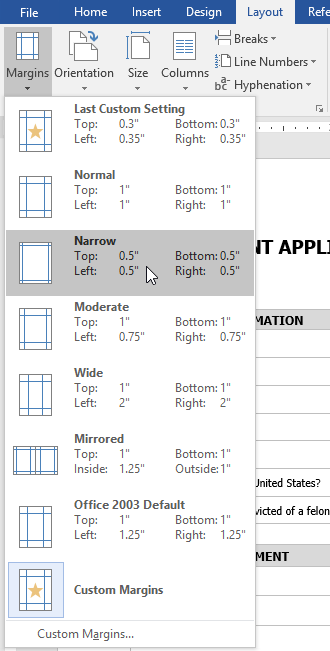 File Home Insert Design Layout Refe
Margins Orientation Size Columns
Breaks
Line Numbers
Hyphenation
Last Custom Setting
Top: 0.3" Bottom: 0.3"
Left: 0.35" Right: 0.35"
Normal
Top: 1" Bottom: 1"
Left: 1" Right: 1"
Narrow
Top: 0.5" Bottom: 0.5"
Left: 0.5" Right: 0.5"
NT APPLI
Moderate
Top: 1" Bottom: 1"
Left: 0.75" Right: 0.75"
MATION
Wide
Top: 1" Bottom: 1"
Left: 2" Right: 2"
Mirrored
Top: 1" Bottom: 1"
Inside: 1.25" Outside: 1"
United States?
Office 2003 Default
Top: 1" Bottom: 1"
Left: 1.25" Right: 1.25"
victed of a felon
MENT
Custom Margins
Custom Margins...